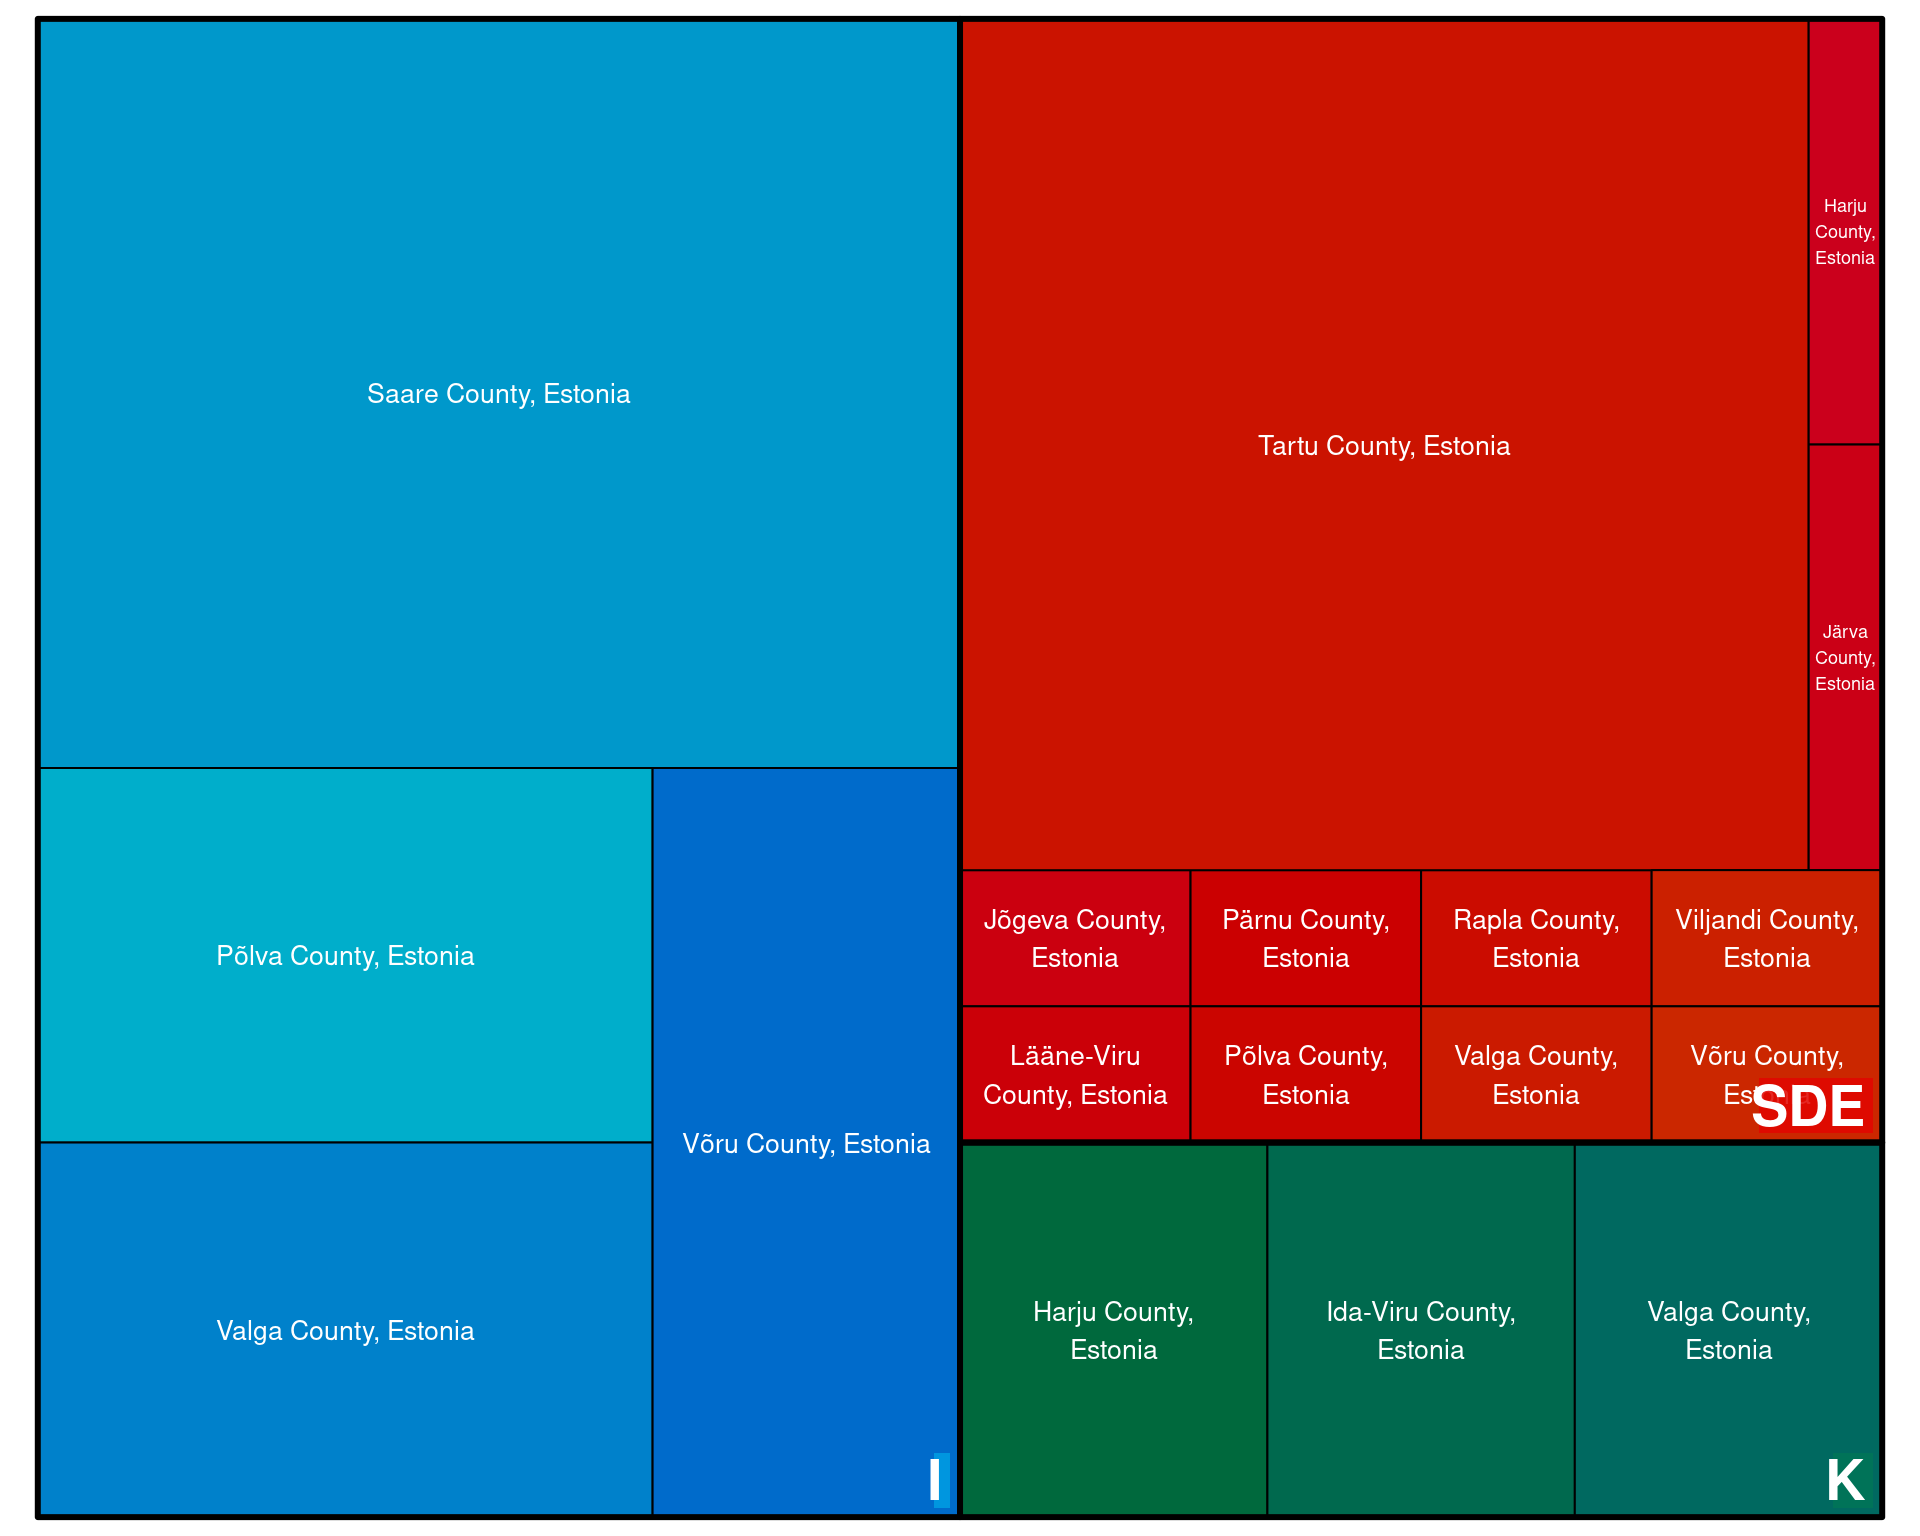 Saare County, Estonia
Põlva County, Estonia
Valga County, Estonia
Võru County, Estonia
I
Tartu County, Estonia
Harju
County,
Estonia
Järva
County,
Estonia
Jõgeva County,
Estonia
Pärnu County,
Estonia
Rapla County,
Estonia
Viljandi County,
Estonia
Lääne-Viru
County, Estonia
Põlva County,
Estonia
Valga County,
Estonia
Võru County,
SDE
Harju County,
Estonia
Ida-Viru County,
Estonia
Valga County,
Estonia
K